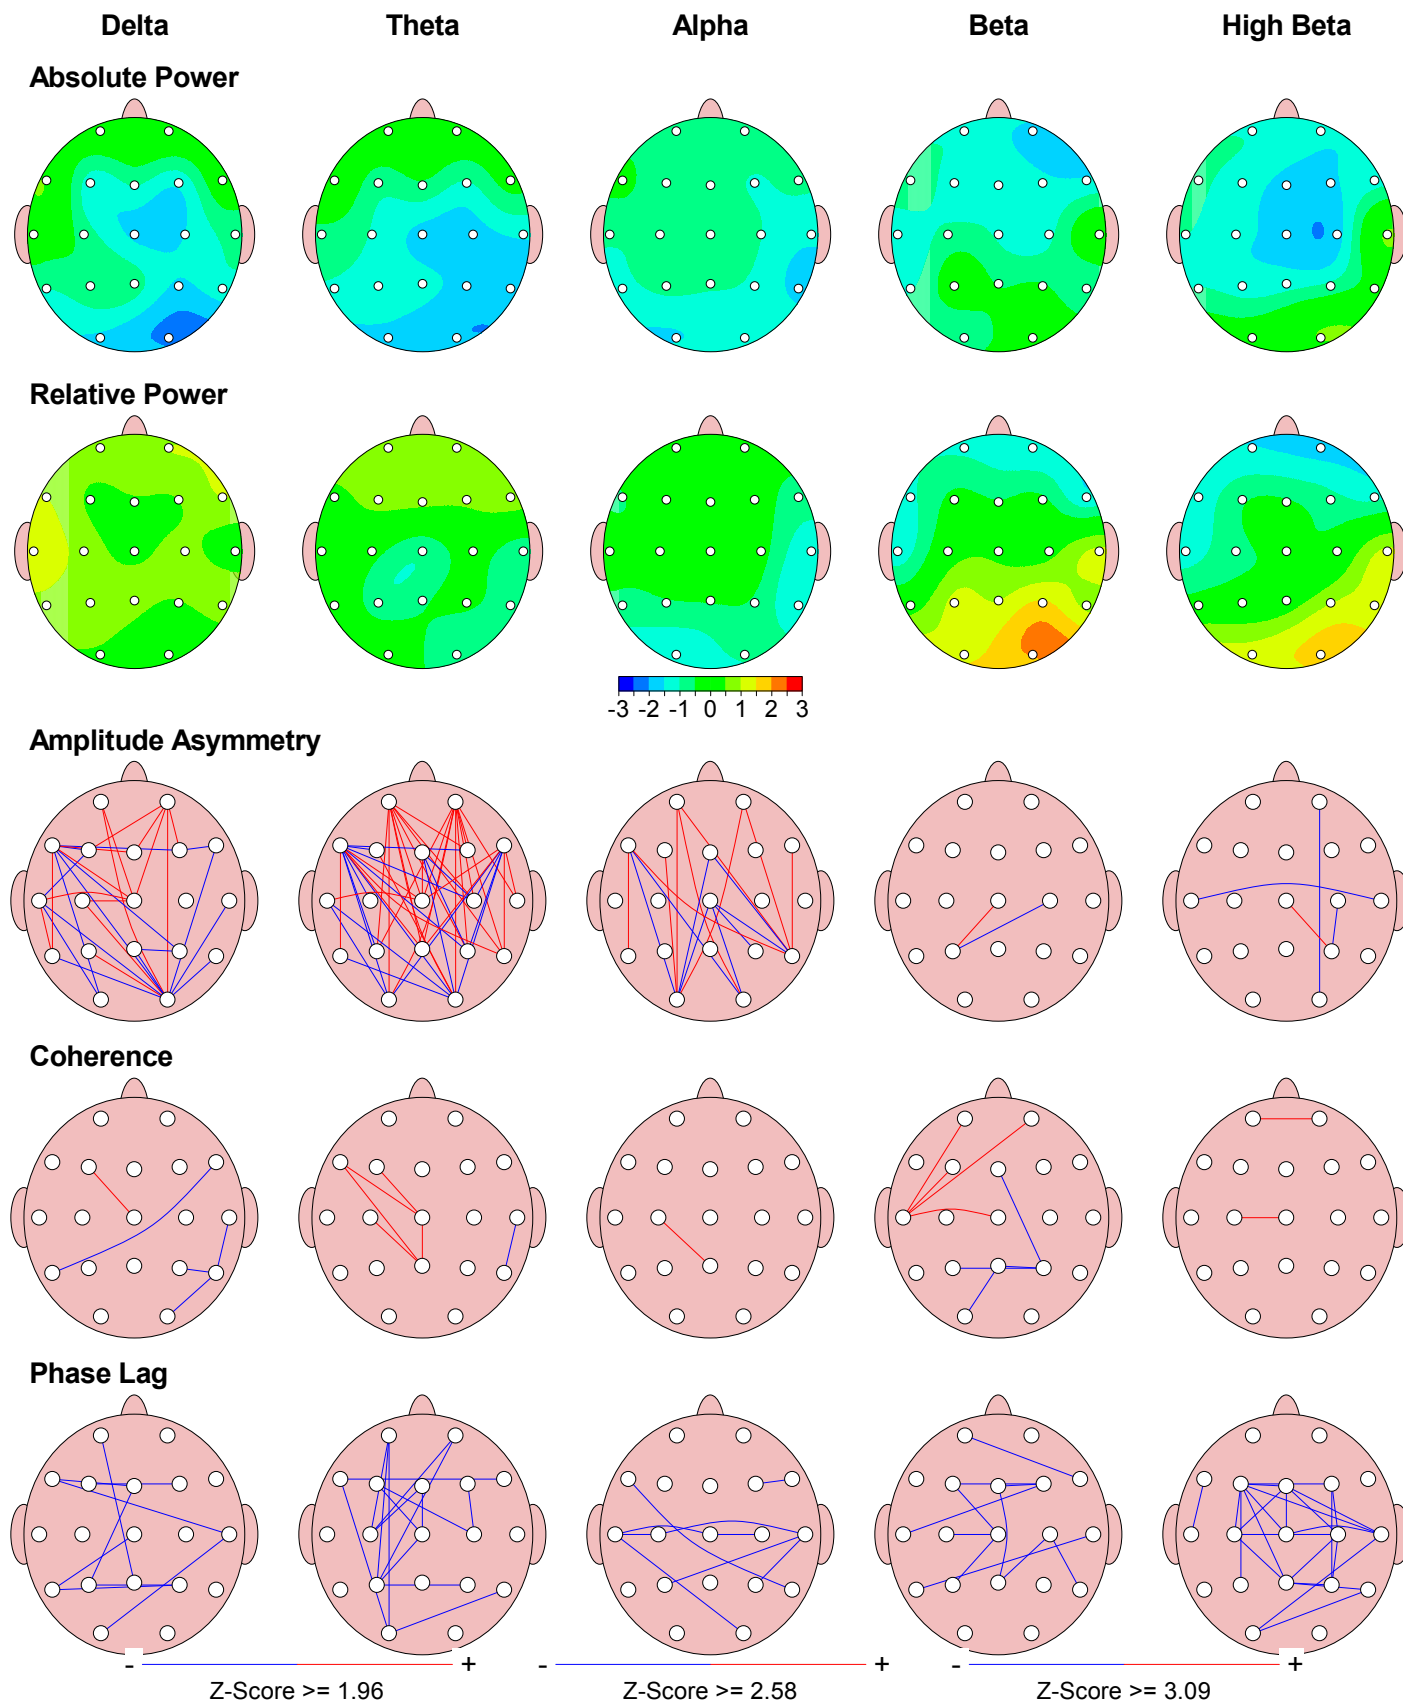 Delta Theta Alpha Beta High Beta
Absolute Power
Relative Power
-3 -2 -1 0 1 2 3
Amplitude Asymmetry
Coherence
Phase Lag
- + - + - +
Z-Score >= 1.96 Z-Score >= 2.58 Z-Score >= 3.09